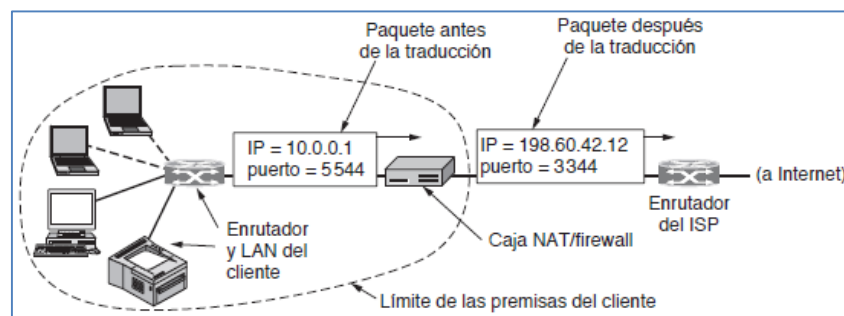 Paquete antes
de la traducción
Paquete después
de la traducción
IP = 10.0.0.1
puerto = 5544
IP = 198.60.42.12
puerto = 3344
(a Internet)
Enrutador
y LAN del
cliente
Caja NAT/firewall
Enrutador
del ISP
Límite de las premisas del cliente